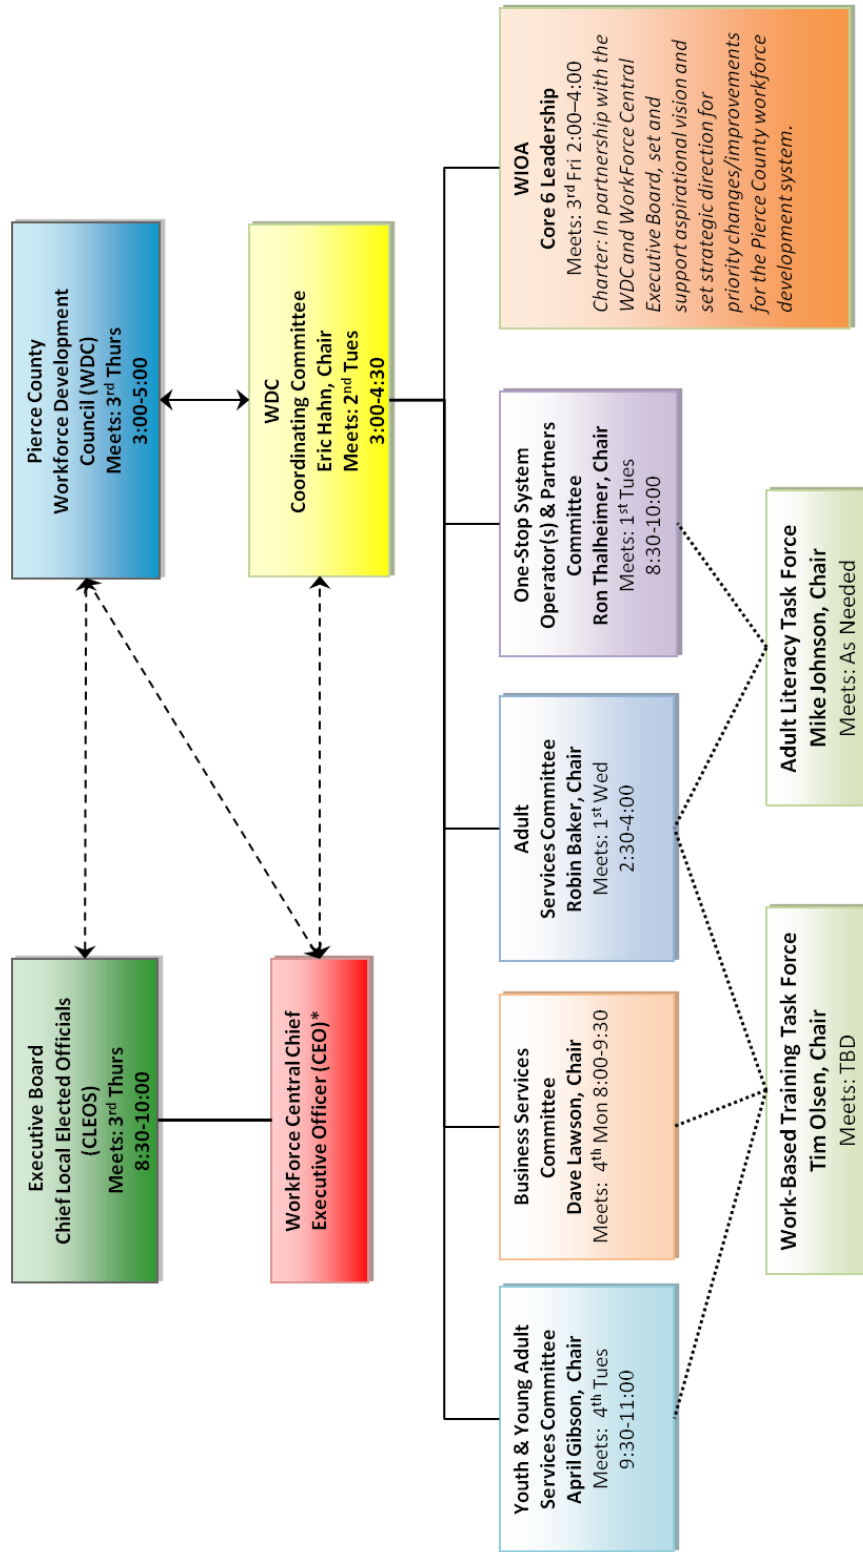 Executive Board
Chief Local Elected Officials
(CLEOS)
Meets: 3rd Thurs
8:30-10:00
Pierce County
Workforce Development
Council (WDC)
Meets: 3rd Thurs
3:00-5:00
WorkForce Central Chief
Executive Officer (CEO)*
WDC
Coordinating Committee
Eric Hahn, Chair
Meets: 2nd Tues
3:00-4:30
Youth & Young Adult
Services Committee
April Gibson, Chair
Meets: 4th Tues
9:30-11:00
Business Services
Committee
Dave Lawson, Chair
Meets: 4th Mon 8:00-9:30
Adult
Services Committee
Robin Baker, Chair
Meets: 1st Wed
2:30-4:00
One-Stop System
Operator(s) & Partners
Committee
Ron Thalheimer, Chair
Meets: 1st Tues
8:30-10:00
WIOA
Core 6 Leadership
Meets: 3rd Fri 2:00–4:00
Charter: In partnership with the
WDC and WorkForce Central
Executive Board, set and
support aspirational vision and
set strategic direction for
priority changes/improvements
for the Pierce County workforce
development system.
Work-Based Training Task Force
Tim Olsen, Chair
Meets: TBD
Adult Literacy Task Force
Mike Johnson, Chair
Meets: As Needed